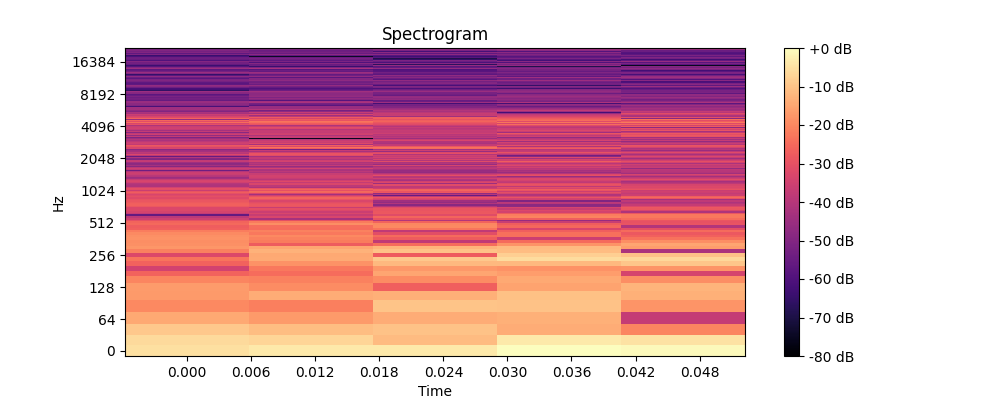 Spectrogram
Hz
16384
8192
4096
2048
1024
512
256
128
64
0
0.000 0.006 0.012 0.018 0.024 0.030 0.036 0.042 0.048
Time
+0 dB
-10 dB
-20 dB
-30 dB
-40 dB
-50 dB
-60 dB
-70 dB
-80 dB